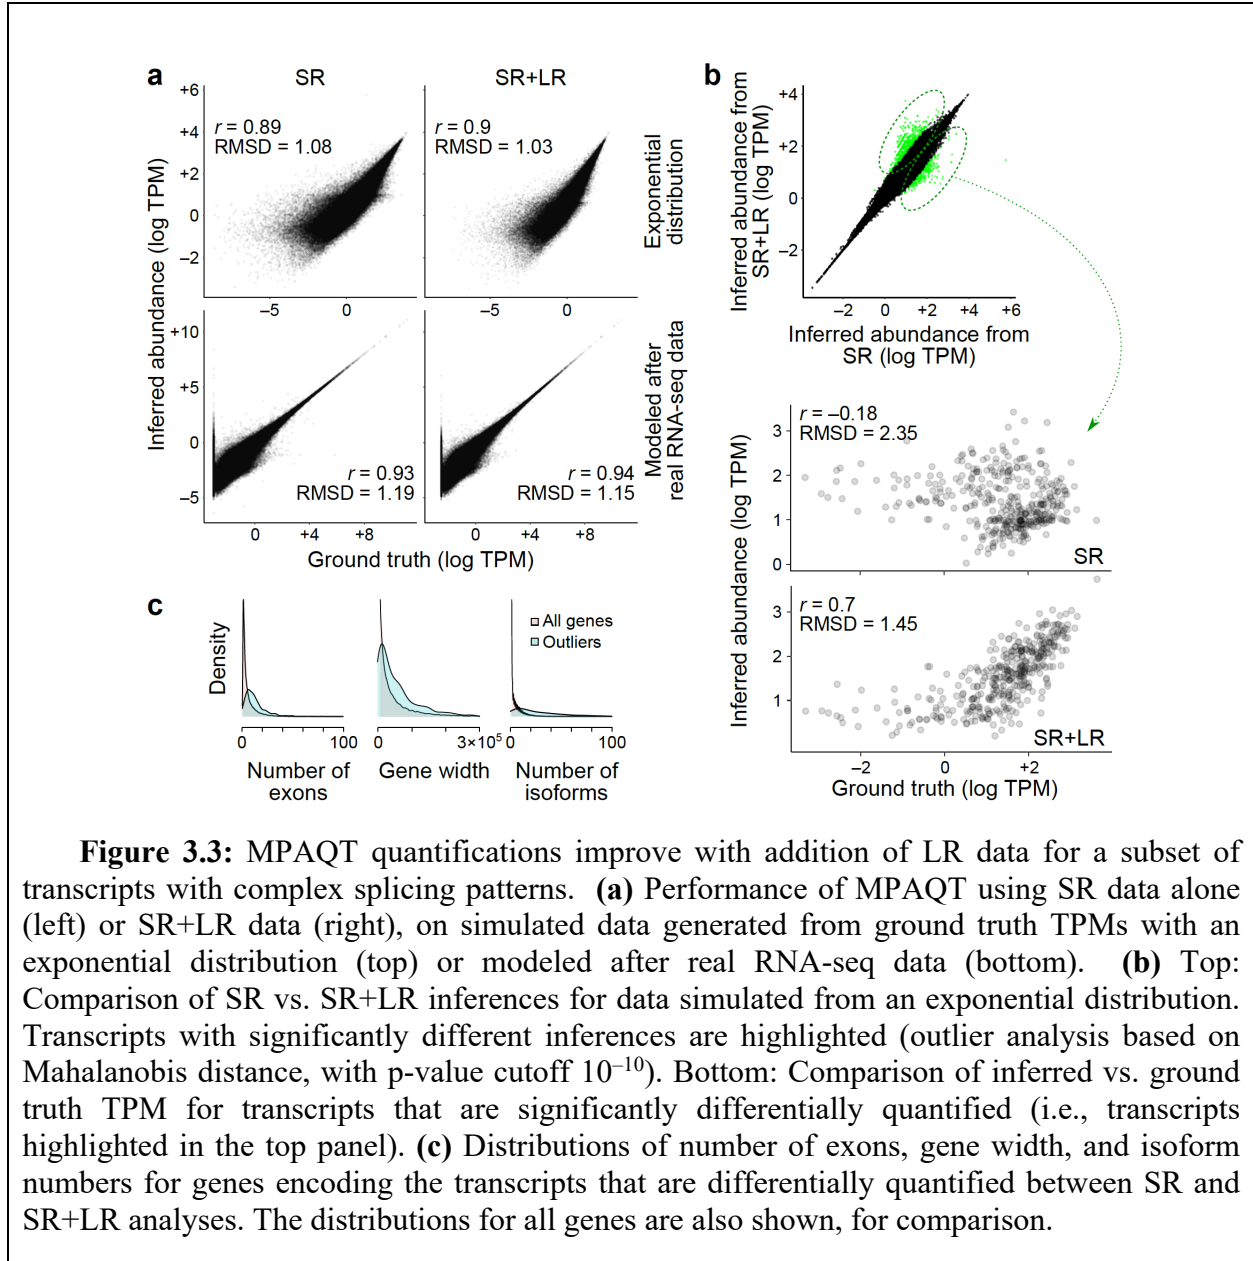 a
SR
SR+LR
+6
+4
+2
0
−2
r = 0.89
RMSD = 1.08
r = 0.9
RMSD = 1.03
Exponential
distribution
−5
0
−5
0
Inferred abundance (log TPM)
+10
+5
0
−5
r = 0.93
RMSD = 1.19
r = 0.94
RMSD = 1.15
Modeled after
real RNA-seq data
0
+4
+8
0
+4
+8
Ground truth (log TPM)
b
Inferred abundance from
SR+LR (log TPM)
+4
+2
0
−2
−2
0
+2
+4
+6
Inferred abundance from
SR (log TPM)
r = –0.18
RMSD = 2.35
3
2
1
0
SR
Inferred abundance (log TPM)
r = 0.7
RMSD = 1.45
3
2
1
SR+LR
−2
0
+2
Ground truth (log TPM)
c
Density
All genes
Outliers
0
100
Number of
exons
0
3×10⁵
Gene width
0
100
Number of
isoforms
Figure 3.3: MPAQT quantifications improve with addition of LR data for a subset of
transcripts with complex splicing patterns. (a) Performance of MPAQT using SR data alone
(left) or SR+LR data (right), on simulated data generated from ground truth TPMs with an
exponential distribution (top) or modeled after real RNA-seq data (bottom). (b) Top:
Comparison of SR vs. SR+LR inferences for data simulated from an exponential distribution.
Transcripts with significantly different inferences are highlighted (outlier analysis based on
Mahalanobis distance, with p-value cutoff 10⁻¹⁰). Bottom: Comparison of inferred vs. ground
truth TPM for transcripts that are significantly differentially quantified (i.e., transcripts
highlighted in the top panel). (c) Distributions of number of exons, gene width, and isoform
numbers for genes encoding the transcripts that are differentially quantified between SR and
SR+LR analyses. The distributions for all genes are also shown, for comparison.